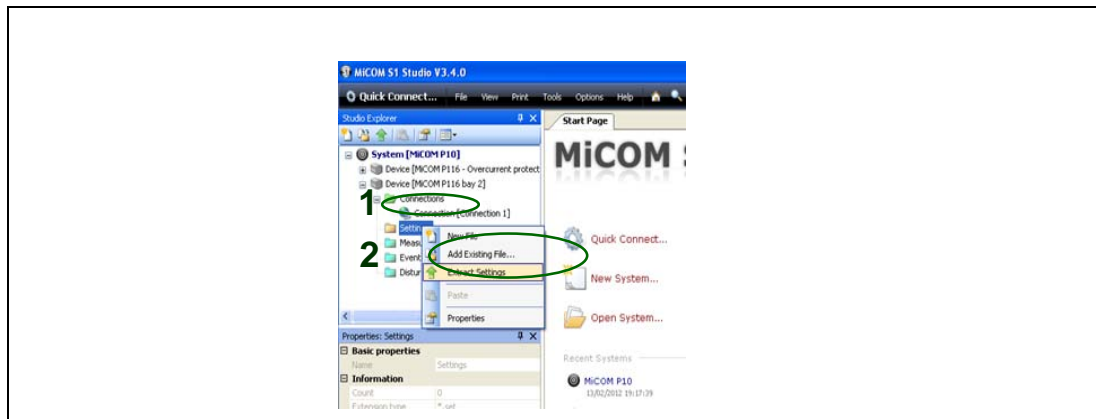 MiCOM S1 Studio V3.4.0
Quick Connect... File View Print Tools Options Help
Studio Explorer
Start Page
System [MiCOM P10]
Device [MiCOM P116 - Overcurrent protect
Device [MiCOM P116 bay 2]
1
Connections
Connection [Connection 1]
Settin
Measu
Event
Distur
2
New File
Add Existing File...
Extract Settings
Paste
Properties
MiCOM
Quick Connect...
New System...
Open System...
Recent Systems
MiCOM P10
13/02/2012 19:17:39
Properties: Settings
Basic properties
Name Settings
Information
Count 0
Extension type *.set